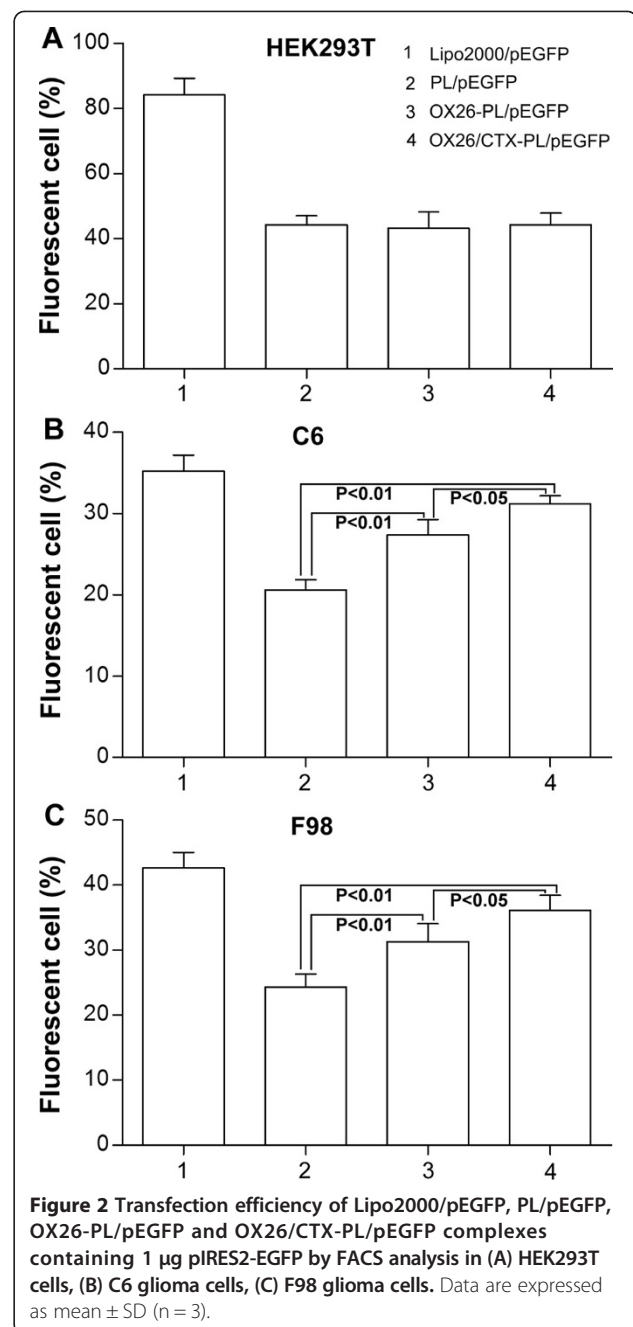 A
HEK293T
1 Lipo2000/pEGFP
2 PL/pEGFP
3 OX26-PL/pEGFP
4 OX26/CTX-PL/pEGFP
Fluorescent cell (%)
100
80
60
40
20
0
1 2 3 4
B
C6
Fluorescent cell (%)
40
30
20
10
0
P<0.01
P<0.05
P<0.01
1 2 3 4
C
F98
Fluorescent cell (%)
50
40
30
20
10
0
P<0.01
P<0.05
P<0.01
1 2 3 4
Figure 2 Transfection efficiency of Lipo2000/pEGFP, PL/pEGFP,
OX26-PL/pEGFP and OX26/CTX-PL/pEGFP complexes
containing 1 μg pIRES2-EGFP by FACS analysis in (A) HEK293T
cells, (B) C6 glioma cells, (C) F98 glioma cells. Data are expressed
as mean ± SD (n = 3).